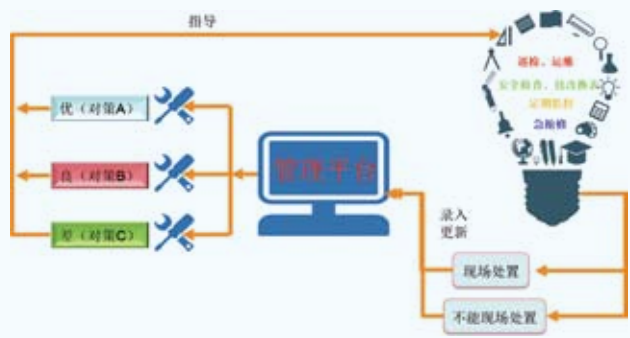 指导
巡检、运维
安全检查、技改换表
定期监控
急抢修
优（对策A）
良（对策B）
差（对策C）
管理平台
录入
更新
现场处置
不能现场处置